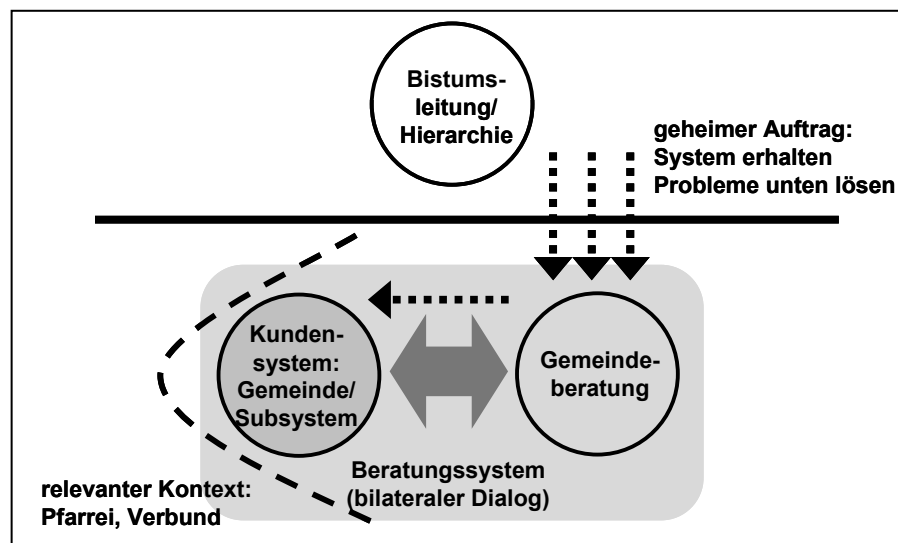 Bistums-
leitung/
Hierarchie
geheimer Auftrag:
System erhalten
Probleme unten lösen
Kunden-
system:
Gemeinde/
Subsystem
Gemeinde-
beratung
Beratungssystem
(bilateraler Dialog)
relevanter Kontext:
Pfarrei, Verbund